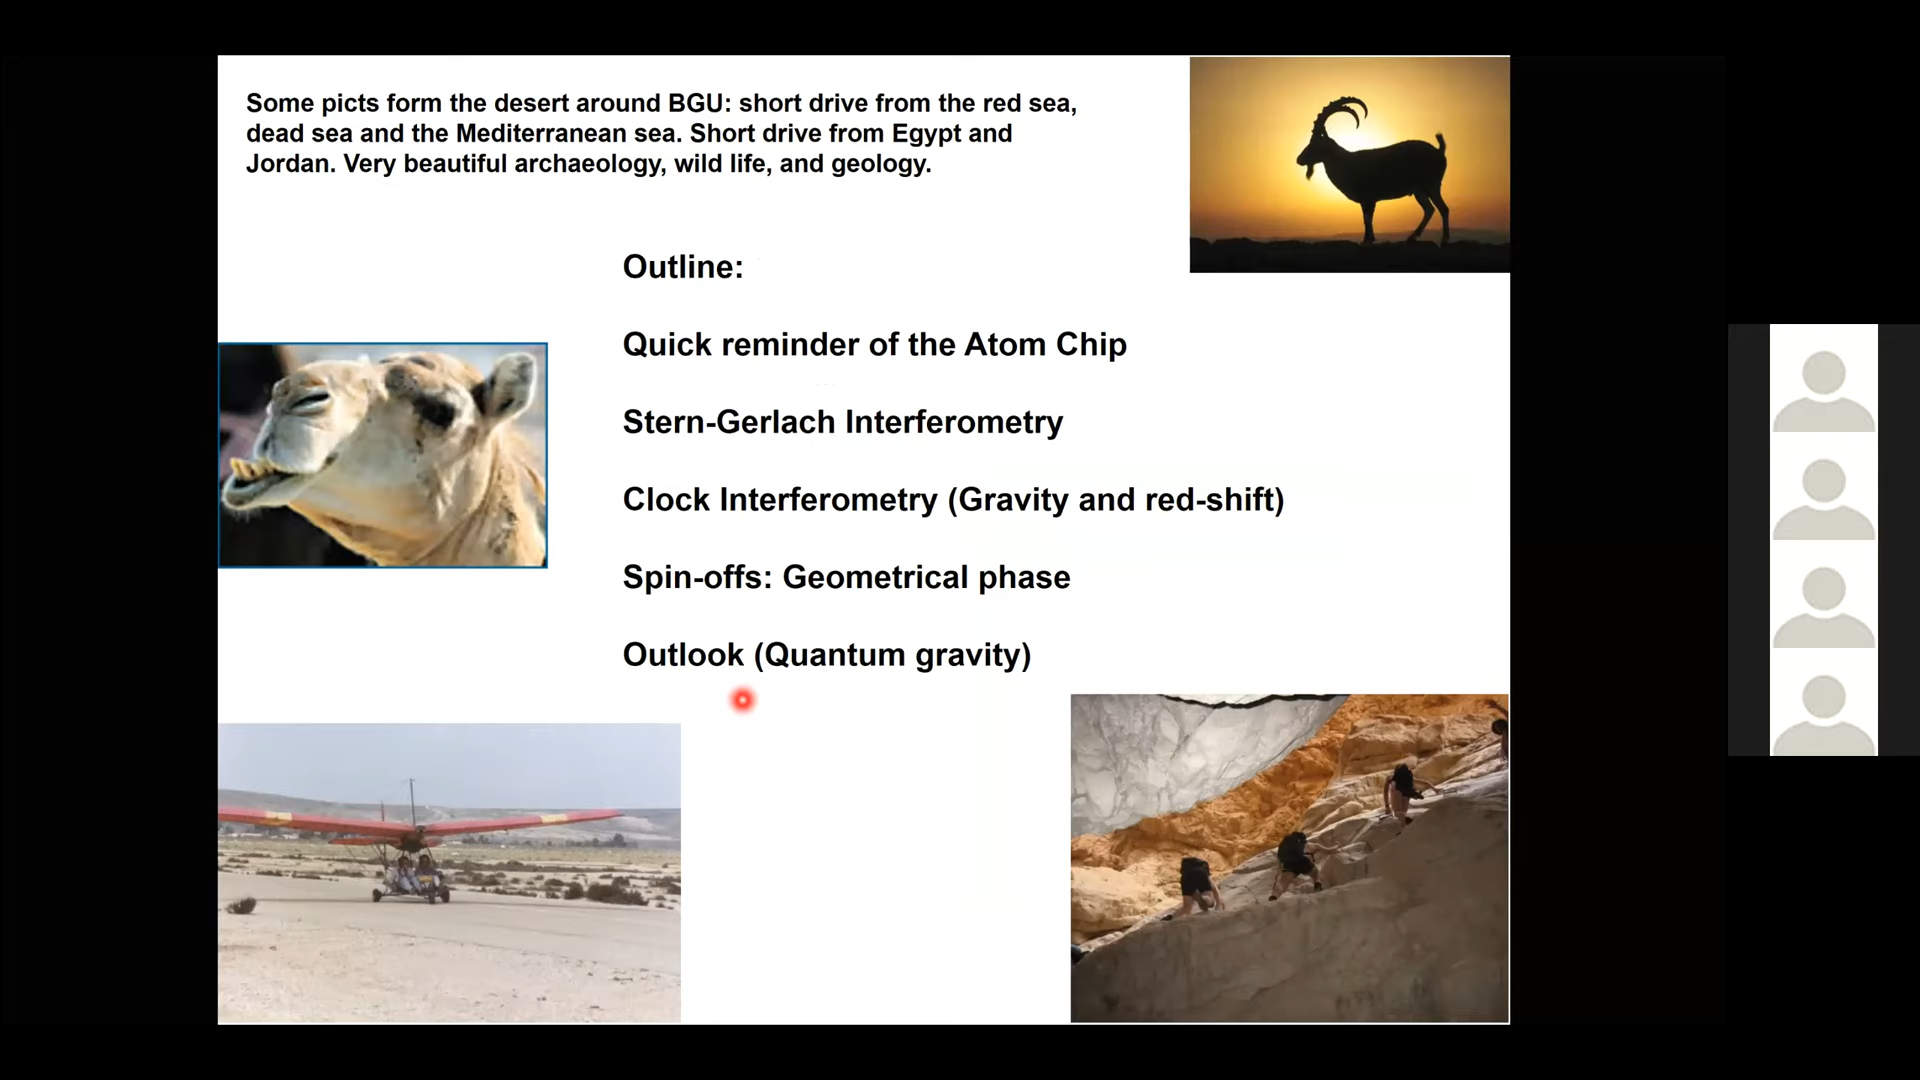 Some picts form the desert around BGU: short drive from the red sea,
dead sea and the Mediterranean sea. Short drive from Egypt and
Jordan. Very beautiful archaeology, wild life, and geology.
Outline:
Quick reminder of the Atom Chip
Stern-Gerlach Interferometry
Clock Interferometry (Gravity and red-shift)
Spin-offs: Geometrical phase
Outlook (Quantum gravity)